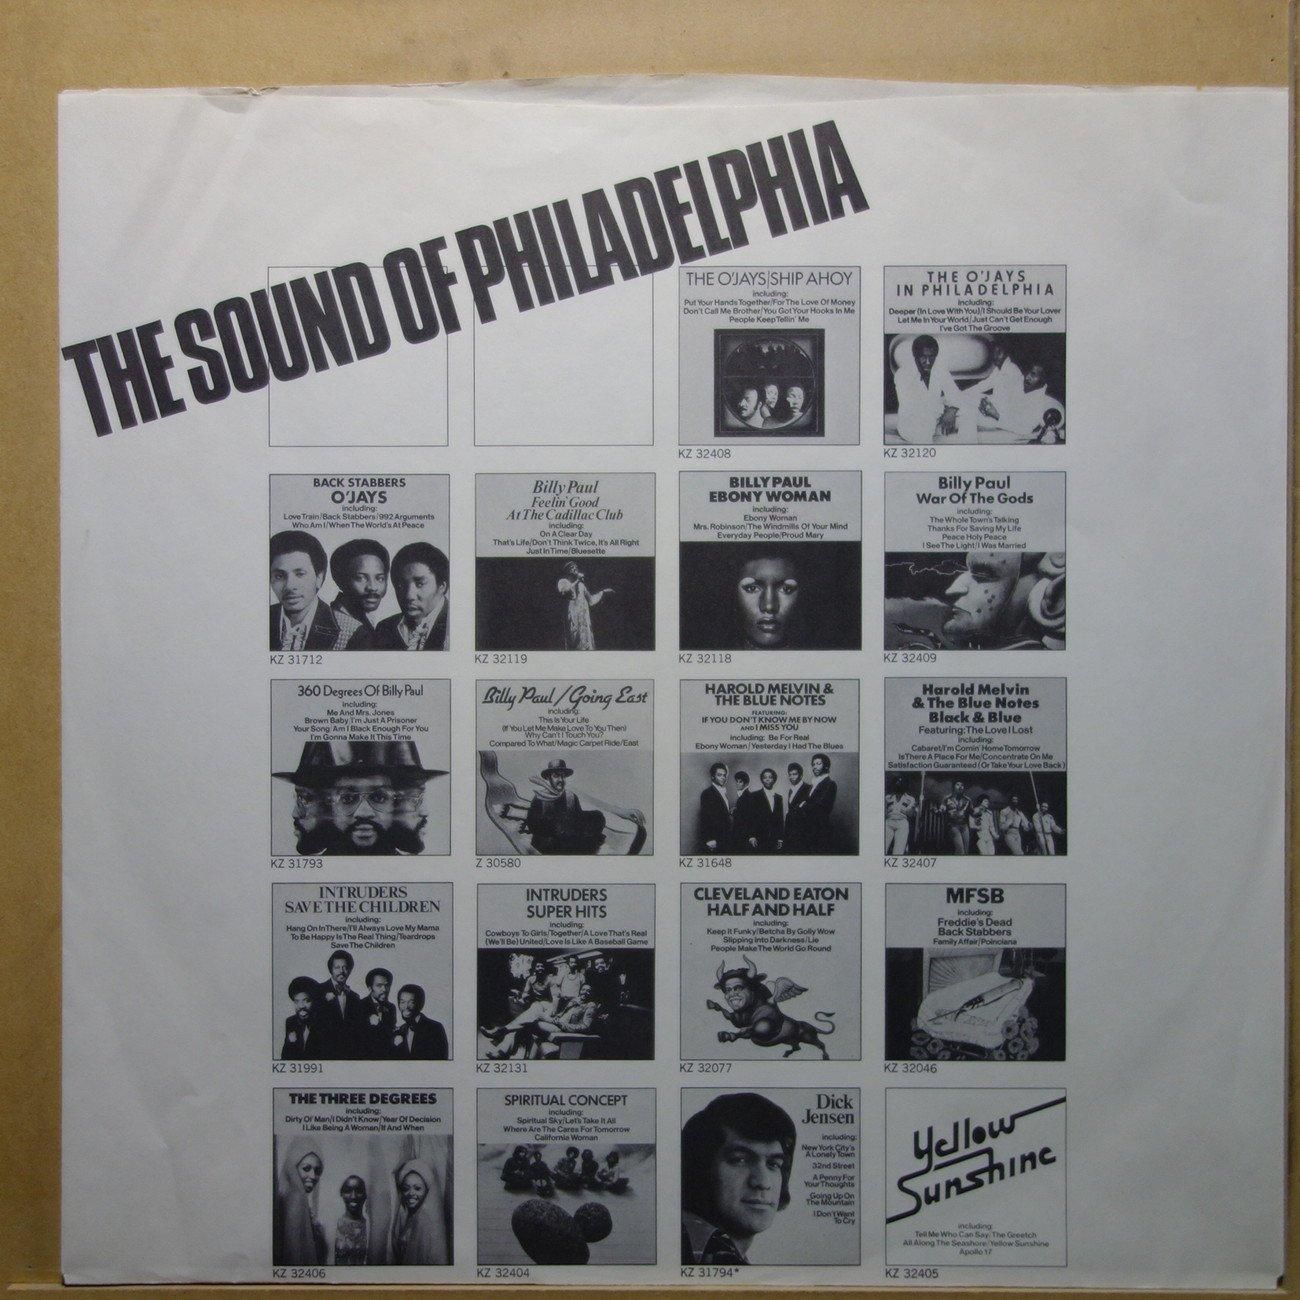 THE SOUND OF PHILADELPHIA
THE O'JAYS/SHIP AHOY
including:
Put Your Hands Together/For The Love Of Money
Don't Call Me Brother/You Got Your Hooks In Me
People Keep Tellin' Me
KZ 32408
THE O'JAYS
IN PHILADELPHIA
including:
Deeper (In Love With You)/I Should Be Your Lover
Let Me In Your World/Just Can't Get Enough
I've Got The Groove
KZ 32120
BACK STABBERS
O'JAYS
including:
Love Train/Back Stabbers/992 Arguments
Who Am I/When The World's At Peace
KZ 31712
Billy Paul
Feelin' Good
At The Cadillac Club
including:
On A Clear Day
That's Life/Don't Think Twice, It's All Right
Just In Time/Bluesette
KZ 32119
BILLY PAUL
EBONY WOMAN
including:
Ebony Woman
Mrs. Robinson/The Windmills Of Your Mind
Everyday People/Proud Mary
KZ 32118
Billy Paul
War Of The Gods
including:
The Whole Town's Talking
Thanks For Saving My Life
Peace Holy Peace
I See The Light/I Was Married
KZ 32409
360 Degrees Of Billy Paul
including:
Me And Mrs. Jones
Brown Baby/I'm Just A Prisoner
Your Song/Am I Black Enough For You
I'm Gonna Make It This Time
KZ 31793
Billy Paul/Going East
including:
This Is Your Life
(If You Let Me Make Love To You Then)
Why Can't I Touch You?
Compared To What/Magic Carpet Ride/East
Z 30580
HAROLD MELVIN &
THE BLUE NOTES
FEATURING:
IF YOU DON'T KNOW ME BY NOW
AND I MISS YOU
including: Be For Real
Ebony Woman/Yesterday I Had The Blues
KZ 31648
Harold Melvin
& The Blue Notes
Black & Blue
Featuring: The Love I Lost
including:
Cabaret/I'm Comin' Home Tomorrow
Is There A Place For Me/Concentrate On Me
Satisfaction Guaranteed (Or Take Your Love Back)
KZ 32407
INTRUDERS
SAVE THE CHILDREN
including:
Hang On In There/I'll Always Love My Mama
To Be Happy Is The Real Thing/Teardrops
Save The Children
KZ 31991
INTRUDERS
SUPER HITS
including:
Cowboys To Girls/Together/A Love That's Real
(We'll Be) United/Love Is Like A Baseball Game
KZ 32131
CLEVELAND EATON
HALF AND HALF
including:
Keep It Funky/Betcha By Golly Wow
Slipping Into Darkness/Lie
People Make The World Go Round
KZ 32077
MFSB
including:
Freddie's Dead
Back Stabbers
Family Affair/Poinciana
KZ 32046
THE THREE DEGREES
including:
Dirty Ol' Man/I Didn't Know/Year Of Decision
I Like Being A Woman/If And When
KZ 32406
SPIRITUAL CONCEPT
including:
Spiritual Sky/Let's Take It All
Where Are The Cares For Tomorrow
California Woman
KZ 32404
Dick
Jensen
including:
New York City's
A Lonely Town
32nd Street
A Penny For
Your Thoughts
Going Up On
The Mountain
I Don't Want
To Cry
KZ 31794*
Yellow
Sunshine
including:
Tell Me Who Can Say/The Greetch
All Along The Seashore/Yellow Sunshine
Apollo 17
KZ 32405